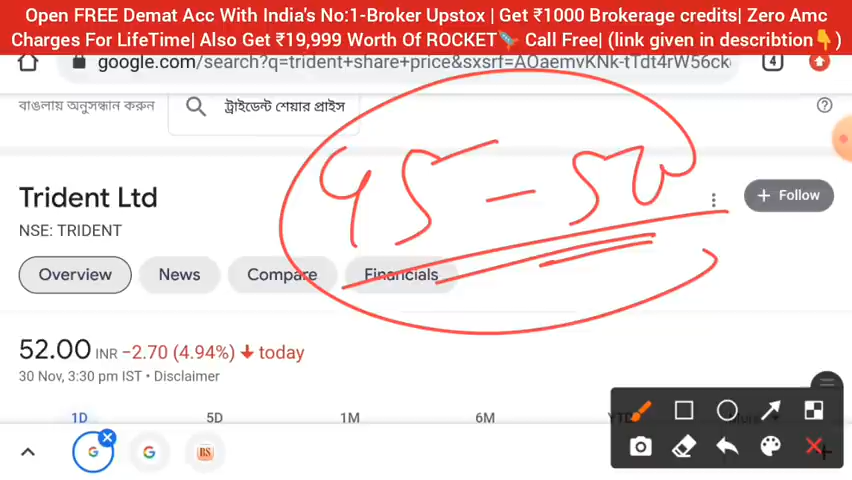 Open FREE Demat Acc With India's No:1-Broker Upstox | Get ₹1000 Brokerage credits| Zero Amc
Charges For LifeTime| Also Get ₹19,999 Worth Of ROCKET🚀 Call Free| (link given in describtion👇)
google.com/search?q=trident+share+price&sxsrf=AOaemvKNk-tTdt4rW56ck
4
বাঙলায় অনুসন্ধান করুন
ট্রাইডেন্ট শেয়ার প্রাইস
45 - 50
Trident Ltd
+ Follow
NSE: TRIDENT
Overview
News
Compare
Financials
52.00 INR −2.70 (4.94%) ↓ today
30 Nov, 3:30 pm IST • Disclaimer
1D
5D
1M
6M
YTD
G
G
BS